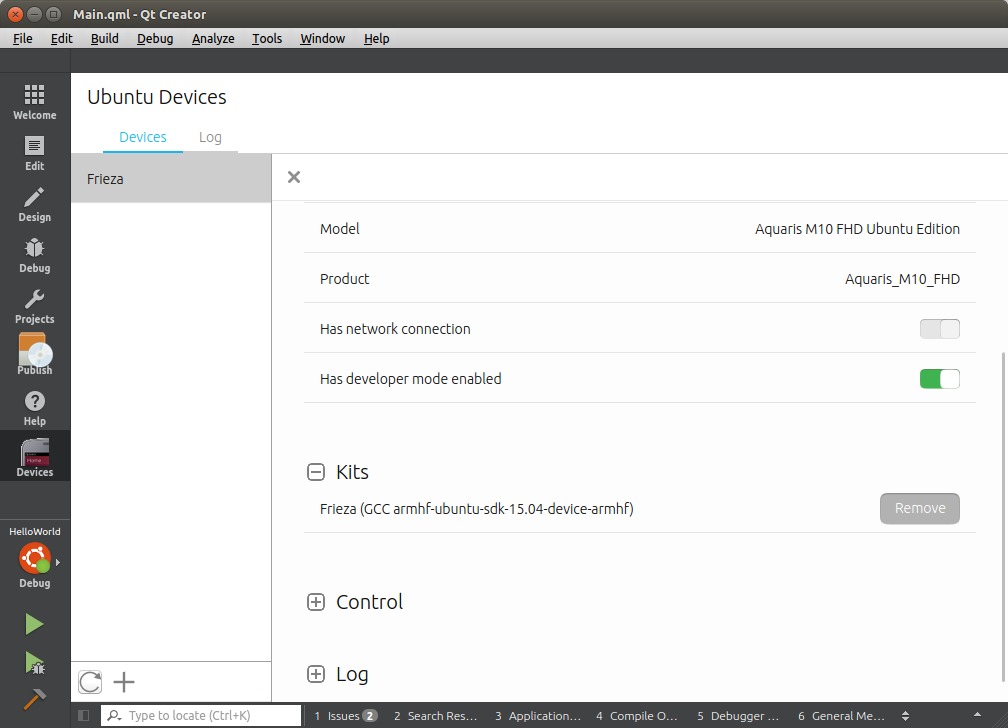 Main.qml - Qt Creator
File Edit Build Debug Analyze Tools Window Help
Welcome
Edit
Design
Debug
Projects
Publish
Help
Devices
HelloWorld
Debug
Ubuntu Devices
Devices Log
Frieza
Model Aquaris M10 FHD Ubuntu Edition
Product Aquaris_M10_FHD
Has network connection
Has developer mode enabled
Kits
Frieza (GCC armhf-ubuntu-sdk-15.04-device-armhf) Remove
Control
Log
Type to locate (Ctrl+K) 1 Issues 2 2 Search Res... 3 Application... 4 Compile O... 5 Debugger ... 6 General Me...